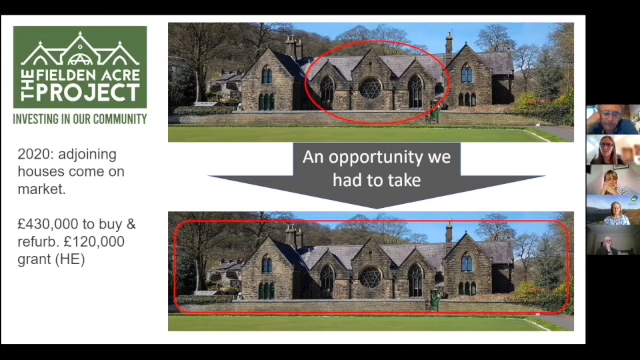 THE
FIELDEN ACRE
PROJECT
INVESTING IN OUR COMMUNITY
2020: adjoining
houses come on
market.
£430,000 to buy &
refurb. £120,000
grant (HE)
An opportunity we
had to take